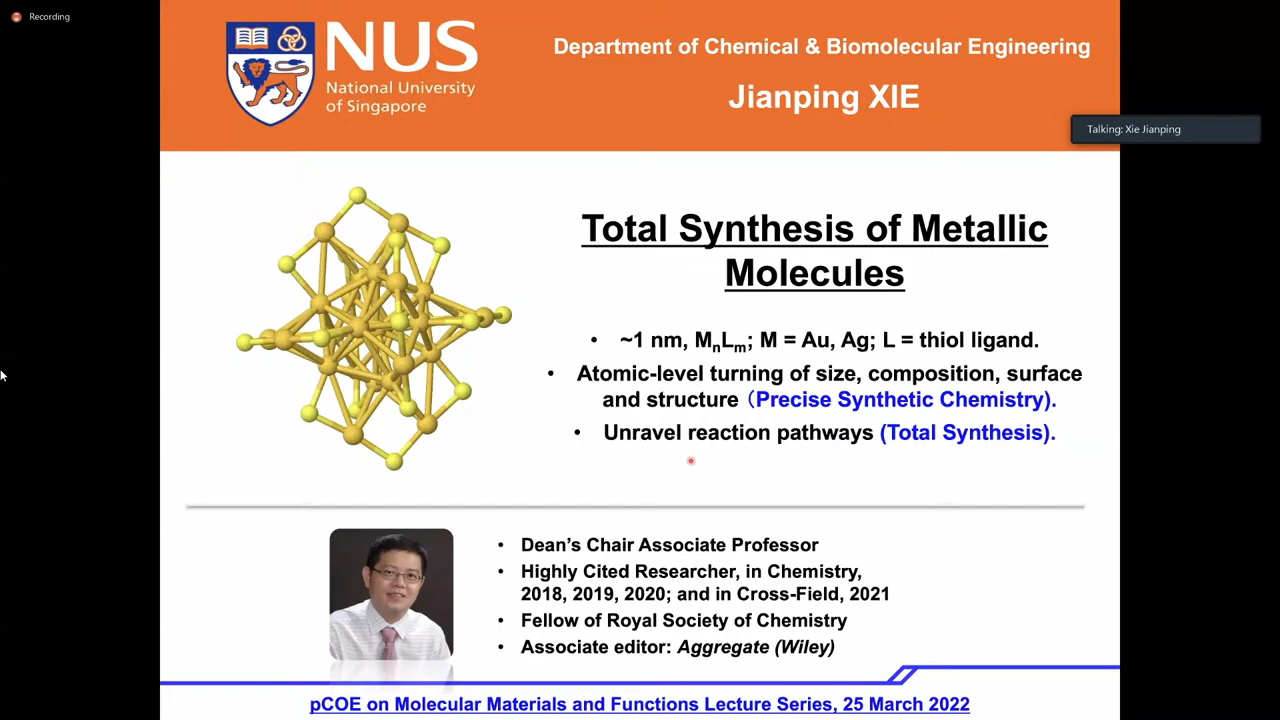 Recording
NUS
National University
of Singapore
Department of Chemical & Biomolecular Engineering
Jianping XIE
Talking: Xie Jianping
Total Synthesis of Metallic
Molecules
• ~1 nm, MnLm; M = Au, Ag; L = thiol ligand.
• Atomic-level turning of size, composition, surface
and structure （Precise Synthetic Chemistry).
• Unravel reaction pathways (Total Synthesis).
• Dean’s Chair Associate Professor
• Highly Cited Researcher, in Chemistry,
2018, 2019, 2020; and in Cross-Field, 2021
• Fellow of Royal Society of Chemistry
• Associate editor: Aggregate (Wiley)
pCOE on Molecular Materials and Functions Lecture Series, 25 March 2022